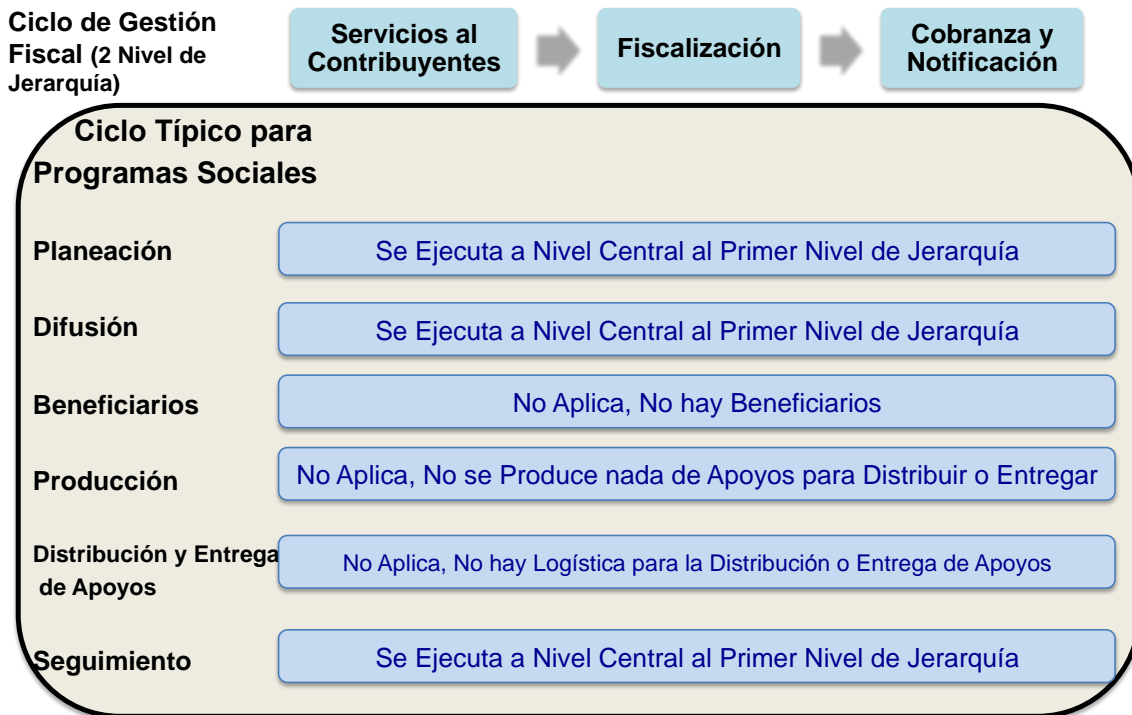 Ciclo de Gestión
Fiscal (2 Nivel de
Jerarquía)
Servicios al
Contribuyentes
Fiscalización
Cobranza y
Notificación
Ciclo Típico para
Programas Sociales
Planeación
Se Ejecuta a Nivel Central al Primer Nivel de Jerarquía
Difusión
Se Ejecuta a Nivel Central al Primer Nivel de Jerarquía
Beneficiarios
No Aplica, No hay Beneficiarios
Producción
No Aplica, No se Produce nada de Apoyos para Distribuir o Entregar
Distribución y Entrega
de Apoyos
No Aplica, No hay Logística para la Distribución o Entrega de Apoyos
Seguimiento
Se Ejecuta a Nivel Central al Primer Nivel de Jerarquía